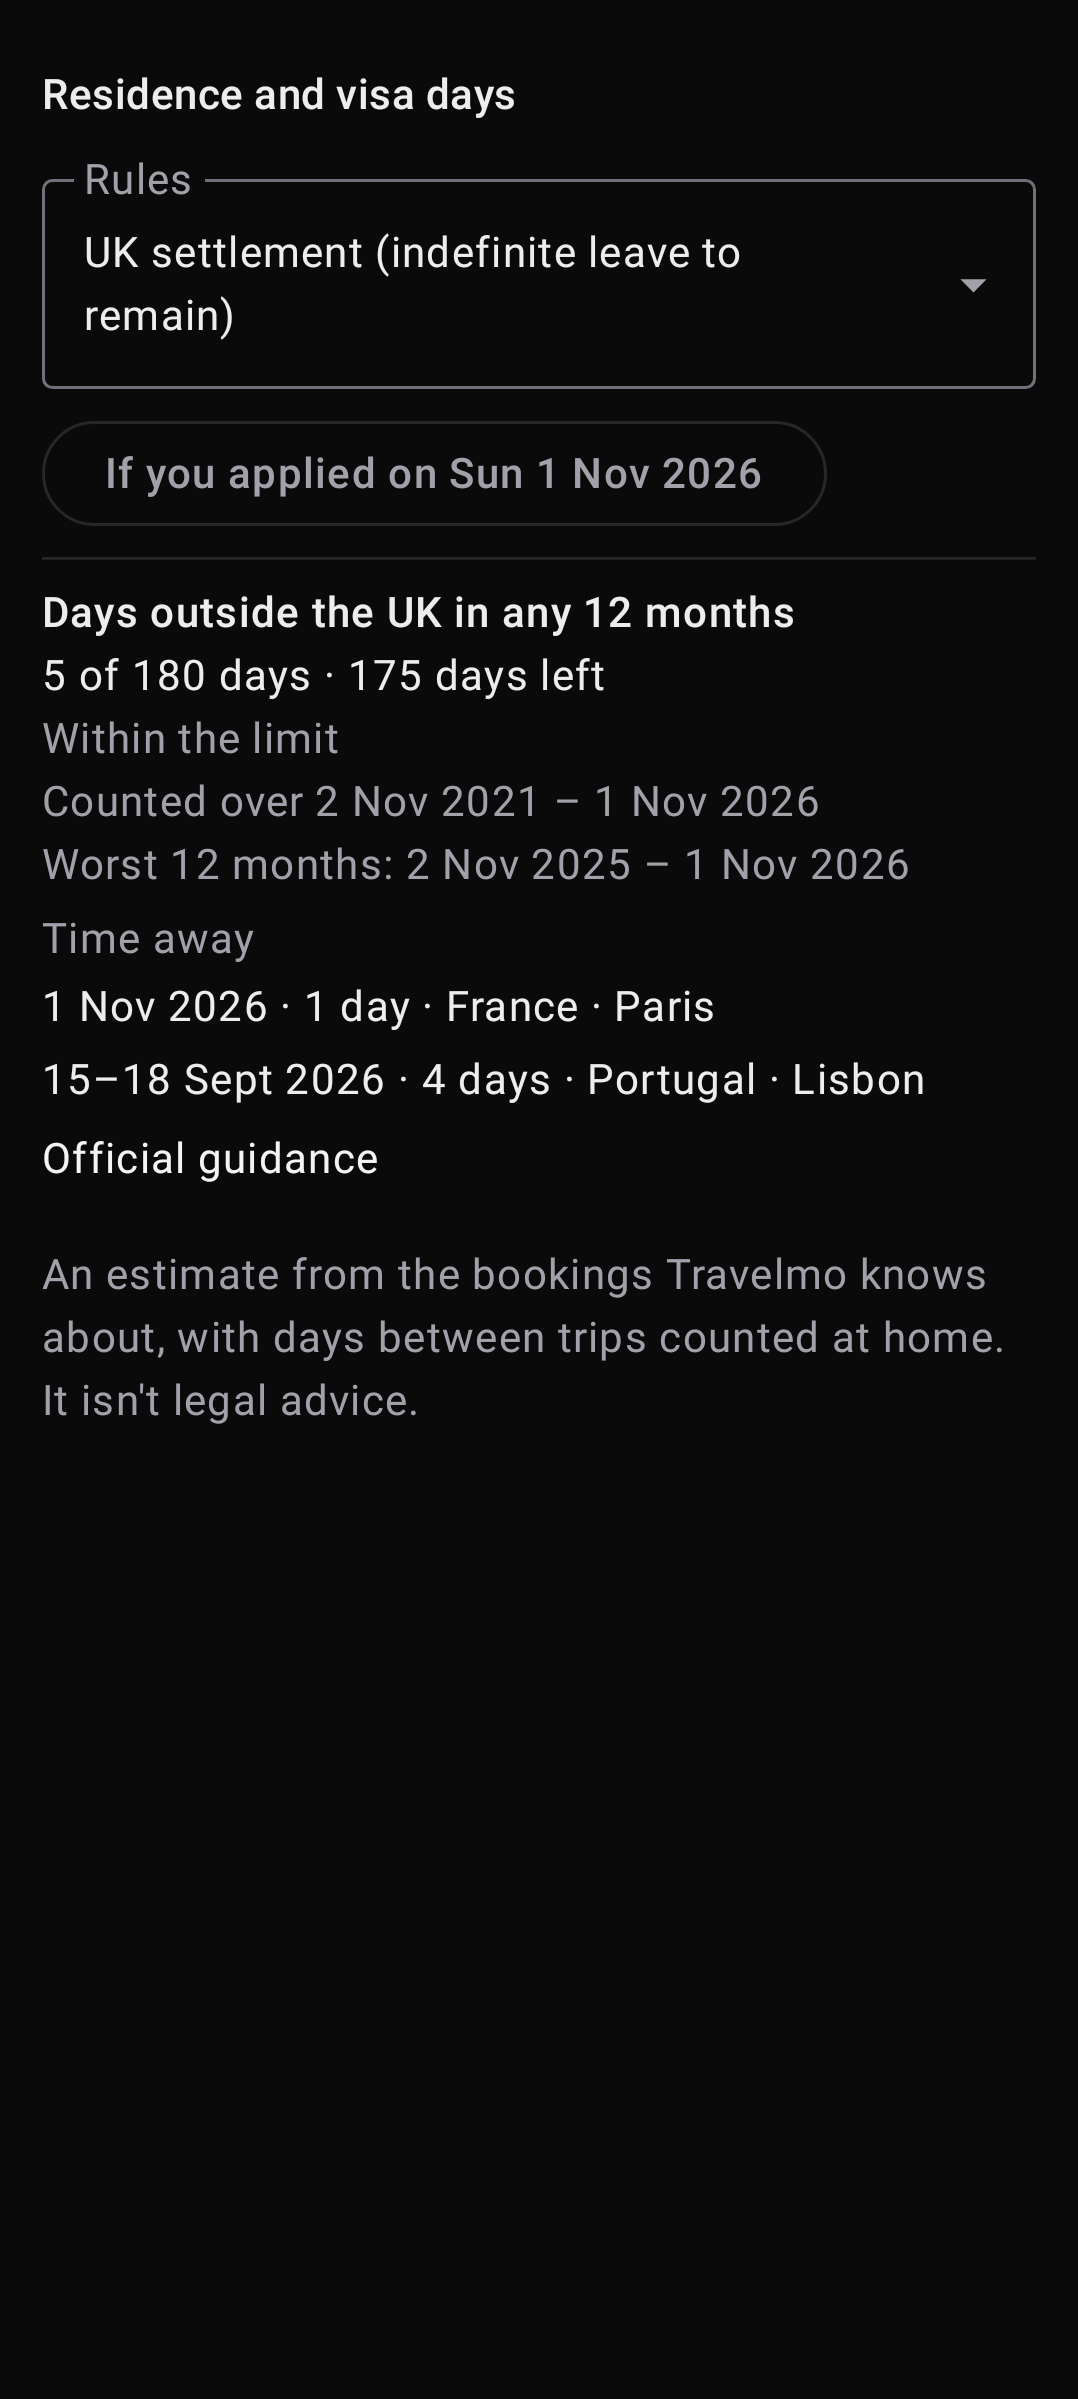 Residence and visa days
Rules
UK settlement (indefinite leave to
remain)
If you applied on Sun 1 Nov 2026
Days outside the UK in any 12 months
5 of 180 days · 175 days left
Within the limit
Counted over 2 Nov 2021 – 1 Nov 2026
Worst 12 months: 2 Nov 2025 – 1 Nov 2026
Time away
1 Nov 2026 · 1 day · France · Paris
15–18 Sept 2026 · 4 days · Portugal · Lisbon
Official guidance
An estimate from the bookings Travelmo knows
about, with days between trips counted at home.
It isn't legal advice.